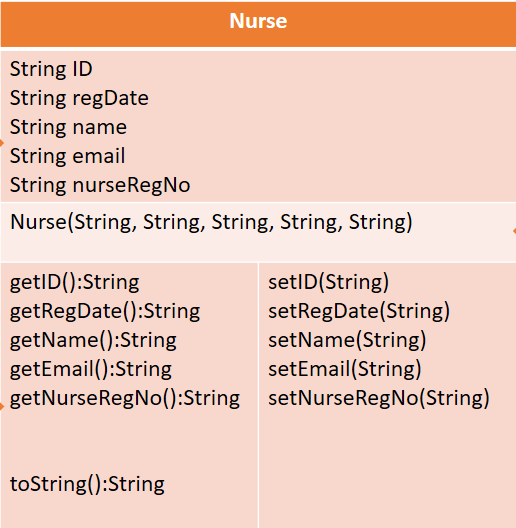 Nurse
String ID
String regDate
String name
String email
String nurseRegNo
Nurse(String, String, String, String, String)
getID():String
getRegDate():String
getName():String
getEmail():String
getNurseRegNo():String
toString():String
setID(String)
setRegDate(String)
setName(String)
setEmail(String)
setNurseRegNo(String)